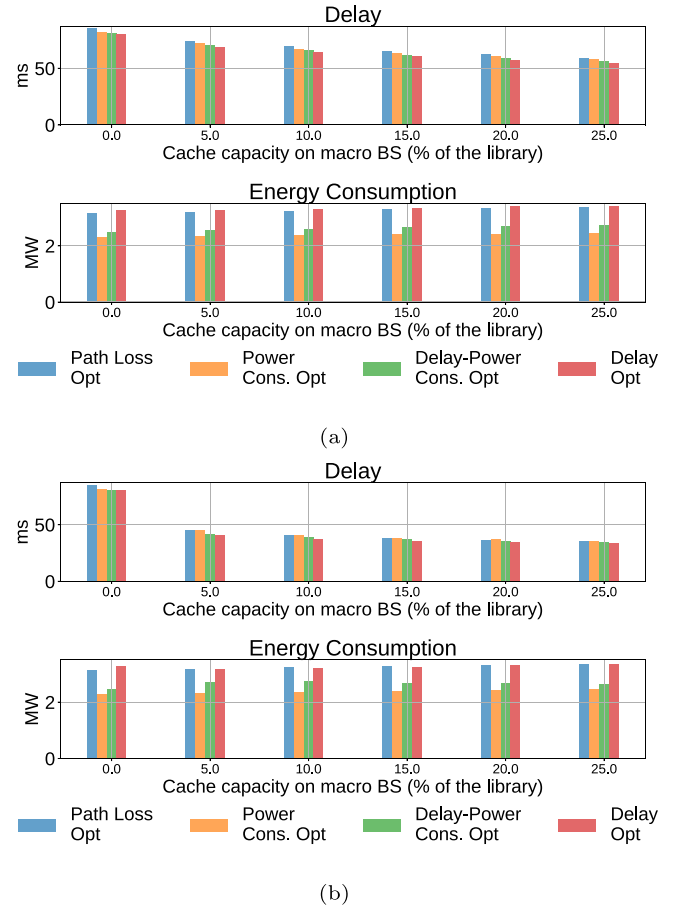 Delay
ms
50
0
0.0 5.0 10.0 15.0 20.0 25.0
Cache capacity on macro BS (% of the library)
Energy Consumption
MW
2
0
0.0 5.0 10.0 15.0 20.0 25.0
Cache capacity on macro BS (% of the library)
Path Loss Opt
Power Cons. Opt
Delay-Power Cons. Opt
Delay Opt
(a)
Delay
ms
50
0
0.0 5.0 10.0 15.0 20.0 25.0
Cache capacity on macro BS (% of the library)
Energy Consumption
MW
2
0
0.0 5.0 10.0 15.0 20.0 25.0
Cache capacity on macro BS (% of the library)
Path Loss Opt
Power Cons. Opt
Delay-Power Cons. Opt
Delay Opt
(b)